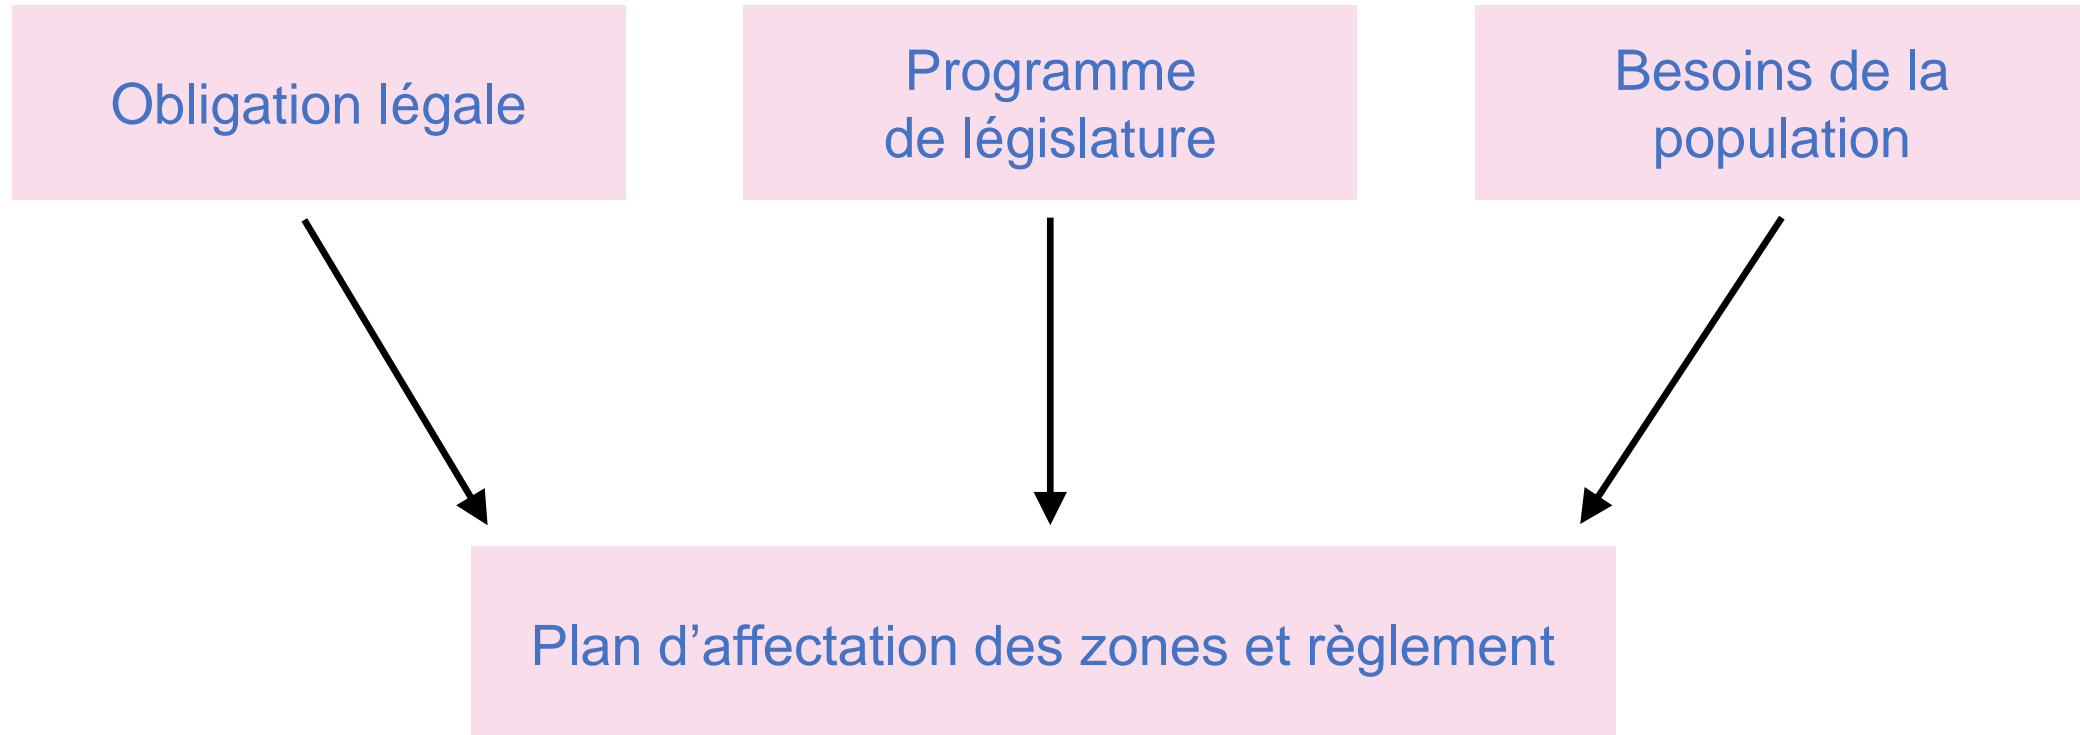 Obligation légale
Programme
de législature
Besoins de la
population
Plan d’affectation des zones et règlement